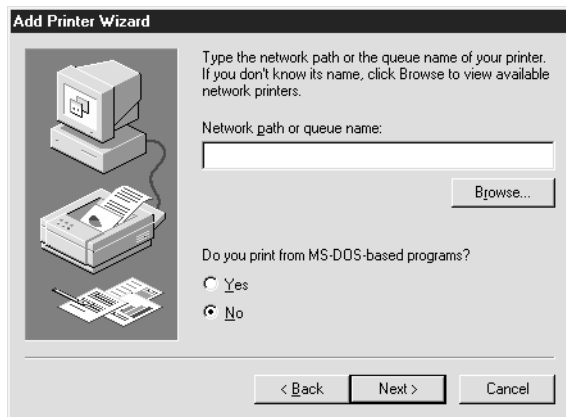 Add Printer Wizard
Type the network path or the queue name of your printer.
If you don't know its name, click Browse to view available
network printers.
Network path or queue name:
Browse...
Do you print from MS-DOS-based programs?
Yes
No
< Back
Next >
Cancel